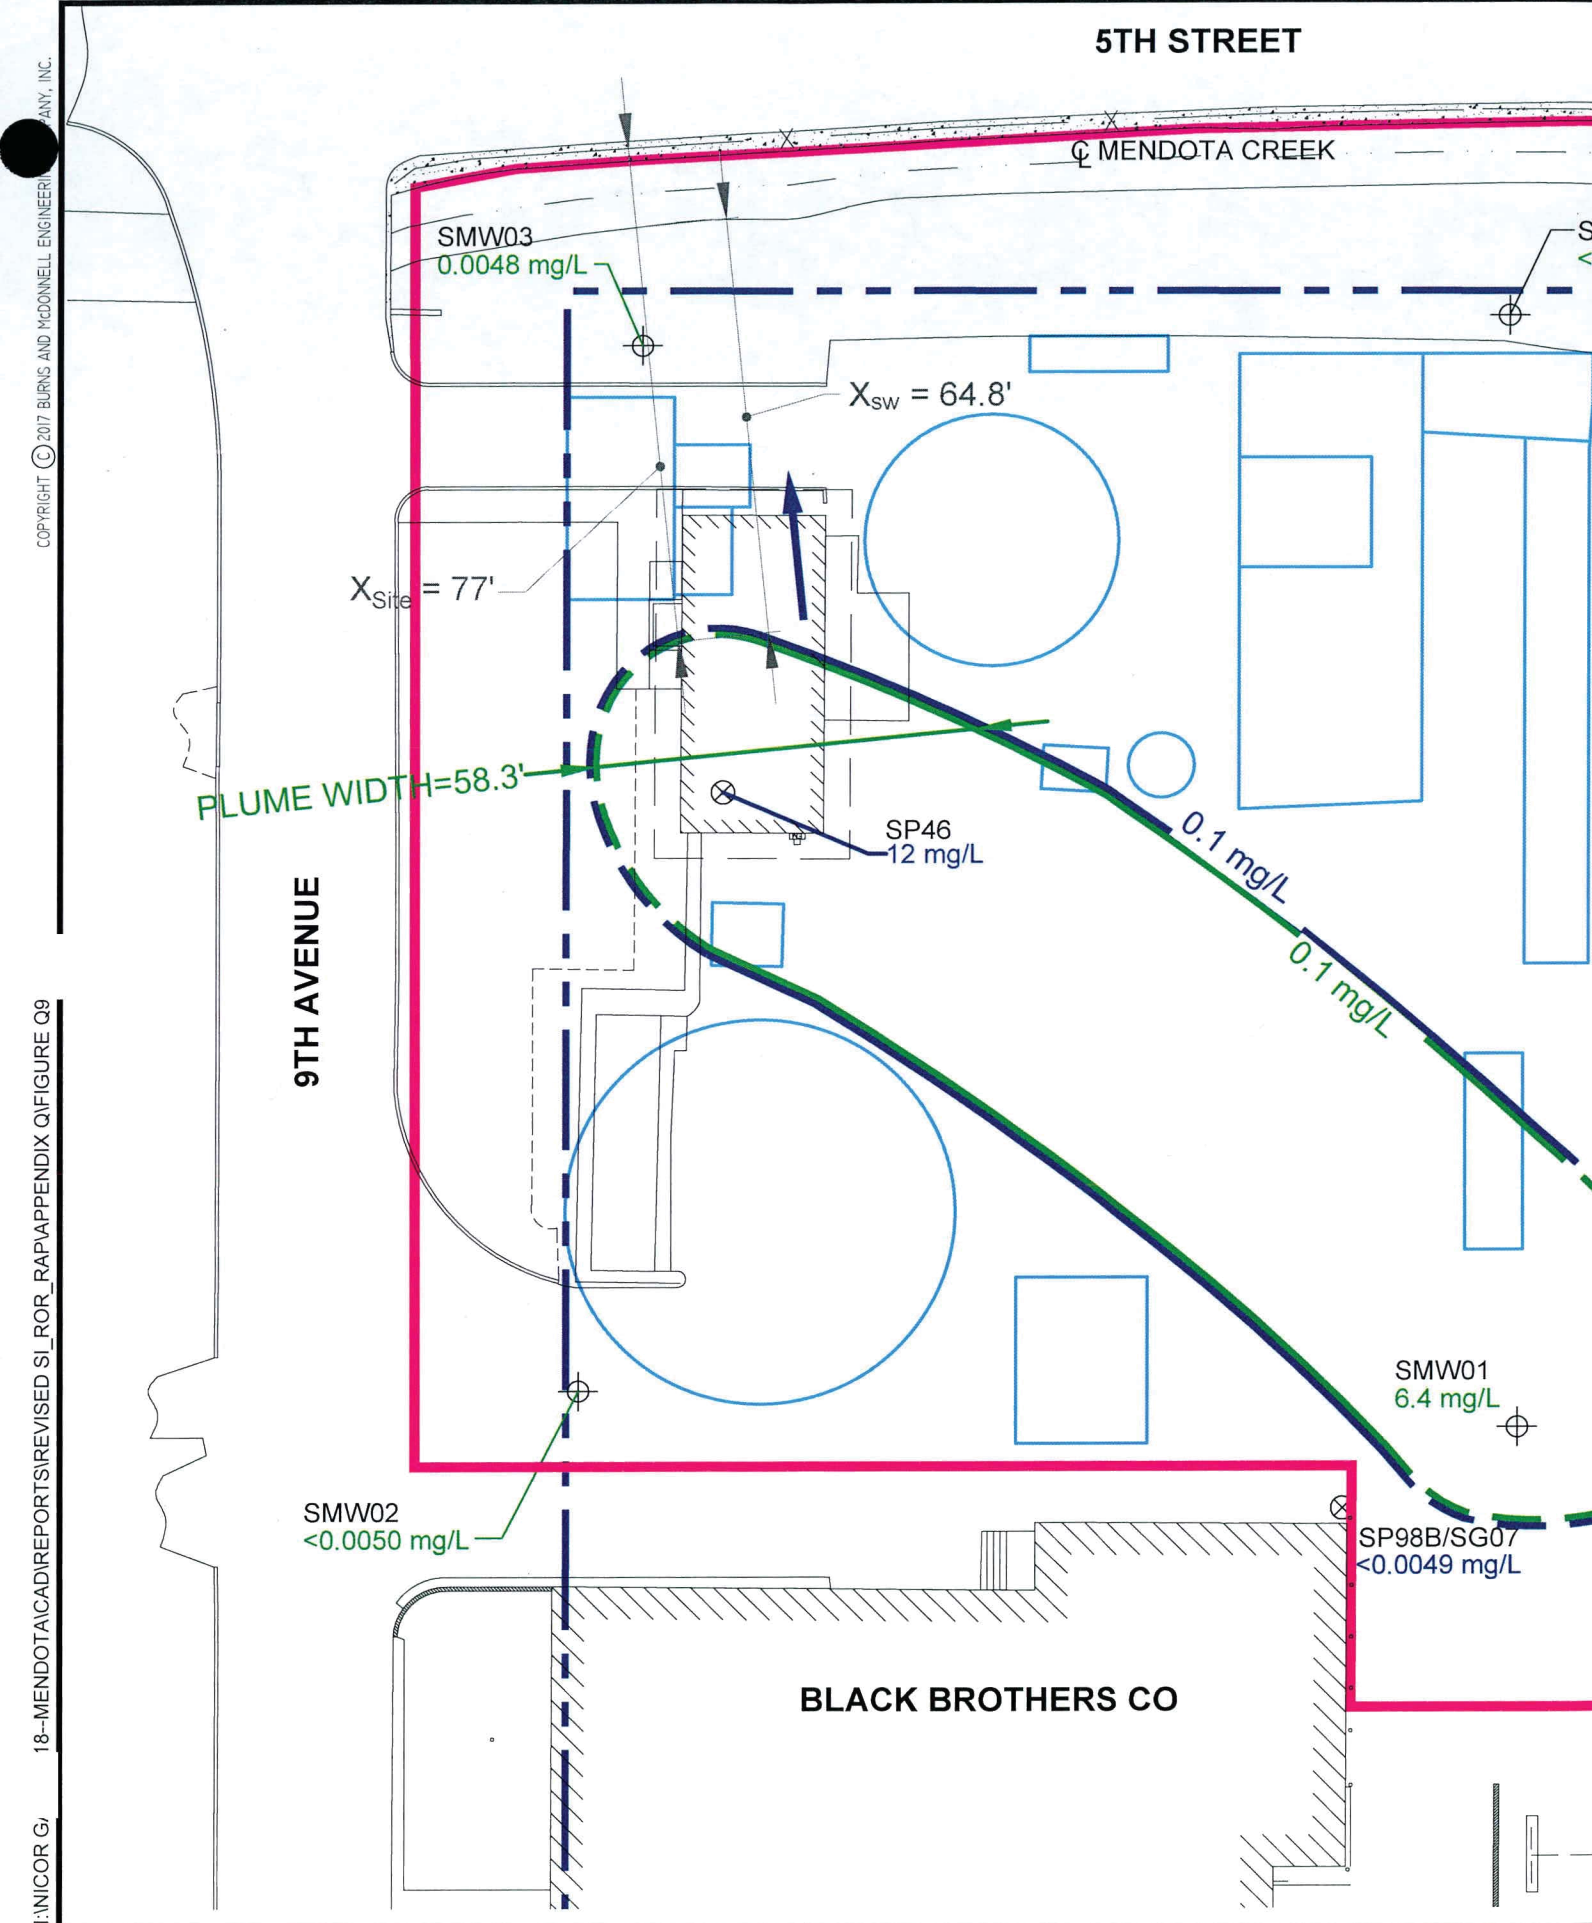 5TH STREET
COPYRIGHT © 2017 BURNS AND McDONNELL ENGINEERI PANY, INC.
℄ MENDOTA CREEK
SMW03
0.0048 mg/L
S
<
XSW = 64.8'
XSite = 77'
PLUME WIDTH=58.3'
SP46
12 mg/L
0.1 mg/L
0.1 mg/L
9TH AVENUE
SMW01
6.4 mg/L
SMW02
<0.0050 mg/L
SP98B/SG07
<0.0049 mg/L
BLACK BROTHERS CO
18--MENDOTA\CAD\REPORTS\REVISED SI_ROR_RAP\APPENDIX Q\FIGURE Q9
:\NICOR G